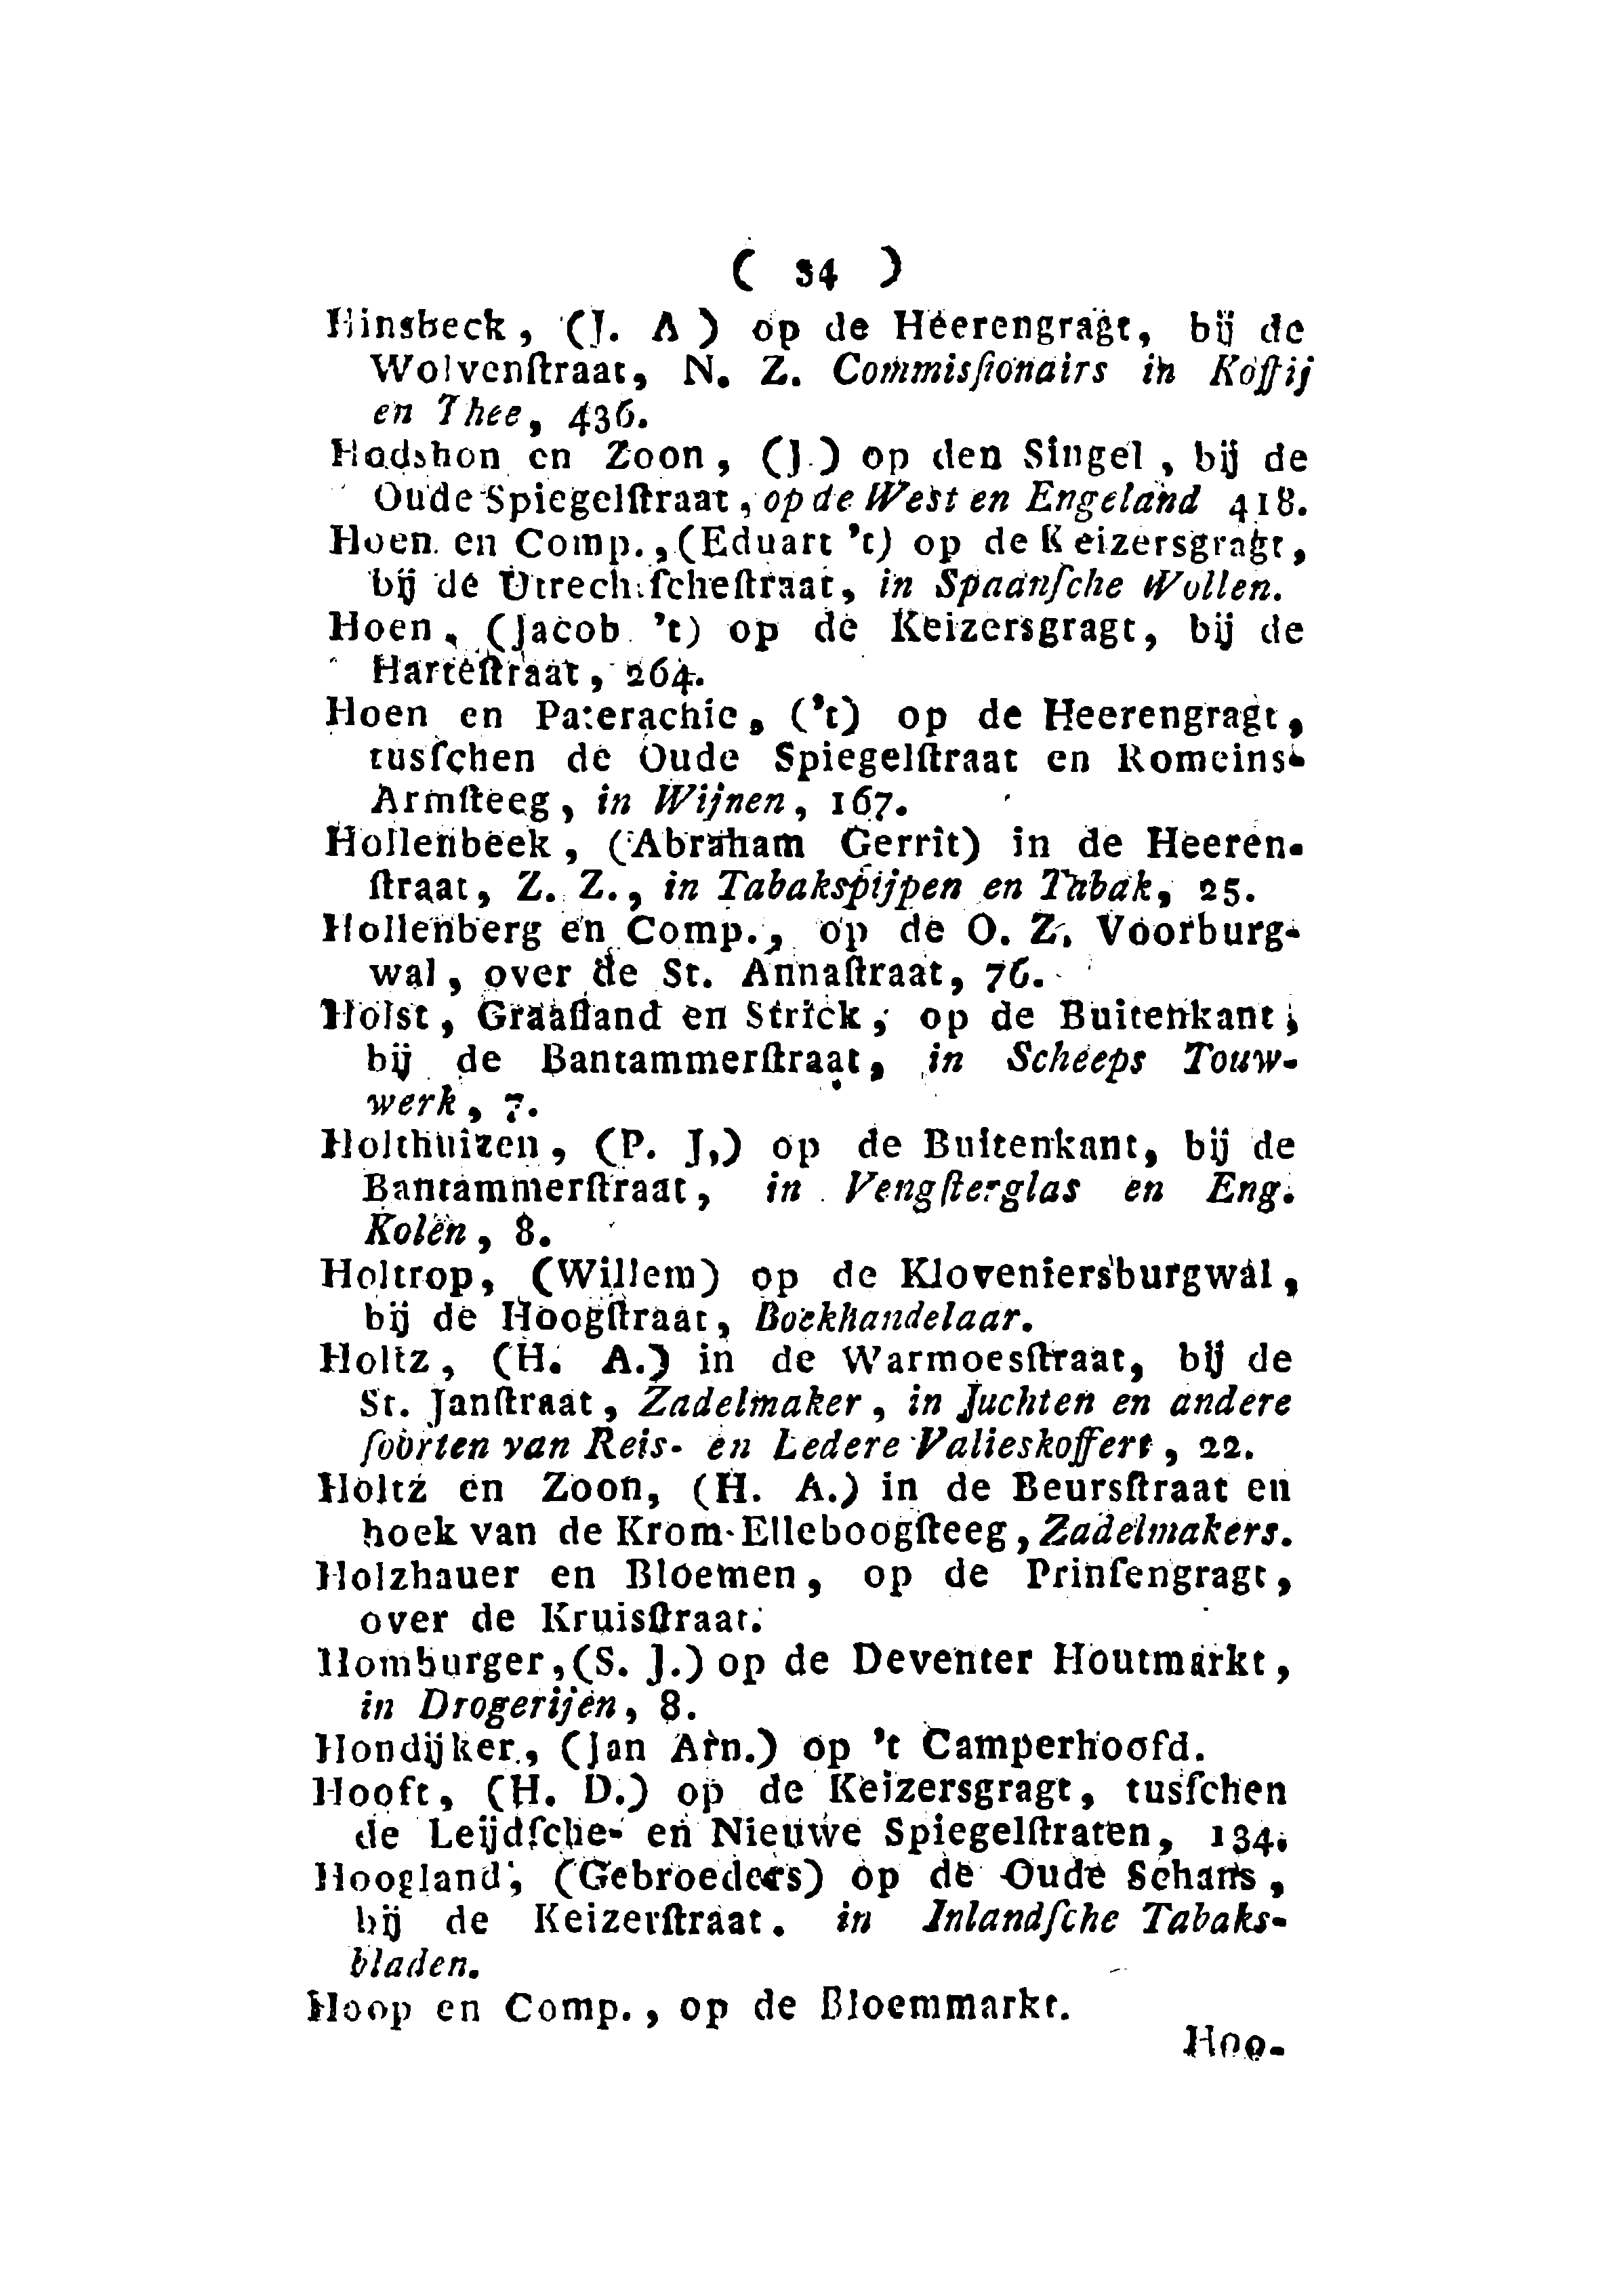 ( 34 )
Hinsbeck, (J. A ) op de Heerengragt, bij de
Wolvenſtraat, N. Z. Commisſionairs in Koffij
en Thee, 436.
Hodshon en Zoon, (J.) op den Singel, bij de
Oude Spiegelſtraat, op de West en Engeland 418.
Hoen en Comp., (Eduart 't) op de Keizersgragt,
bij de Utrechtſcheſtraat, in Spaanſche Wollen.
Hoen, (Jacob 't) op de Keizersgragt, bij de
Harteſtraat, 264.
Hoen en Paterachie, ('t) op de Heerengragt,
tusſchen de Oude Spiegelſtraat en Romeins-
Armſteeg, in Wijnen, 167.
Hollenbeek, (Abraham Gerrit) in de Heeren-
ſtraat, Z. Z., in Tabakspijpen en Tabak, 25.
Hollenberg en Comp., op de O. Z. Voorburg-
wal, over de St. Annaſtraat, 76.
Holst, Graafland en Strick, op de Buitenkant,
bij de Bantammerſtraat, in Scheeps Touw-
werk, 7.
Holthuizen, (P. J,) op de Buitenkant, bij de
Bantammerſtraat, in Vengſterglas en Eng.
Kolen, 8.
Holtrop, (Willem) op de Kloveniersburgwal,
bij de Hoogſtraat, Boekhandelaar.
Holtz, (H. A.) in de Warmoesſtraat, bij de
St. Janſtraat, Zadelmaker, in Juchten en andere
ſoorten van Reis- en Ledere Valieskoffers, 22.
Holtz en Zoon, (H. A.) in de Beursſtraat en
hoek van de Krom-Elleboogſteeg, Zadelmakers.
Holzhauer en Bloemen, op de Prinſengragt,
over de Kruisſtraat.
Homburger, (S. J.) op de Deventer Houtmarkt,
in Drogerijen, 8.
Hondijker, (Jan Arn.) op 't Camperhoofd.
Hooft, (H. D.) op de Keizersgragt, tusſchen
de Leijdſche- en Nieuwe Spiegelſtraten, 134.
Hoogland, (Gebroeders) op de Oude Schans,
bij de Keizerſtraat. in Inlandſche Tabaks-
bladen.
Hoop en Comp., op de Bloemmarkt.
Hoo-